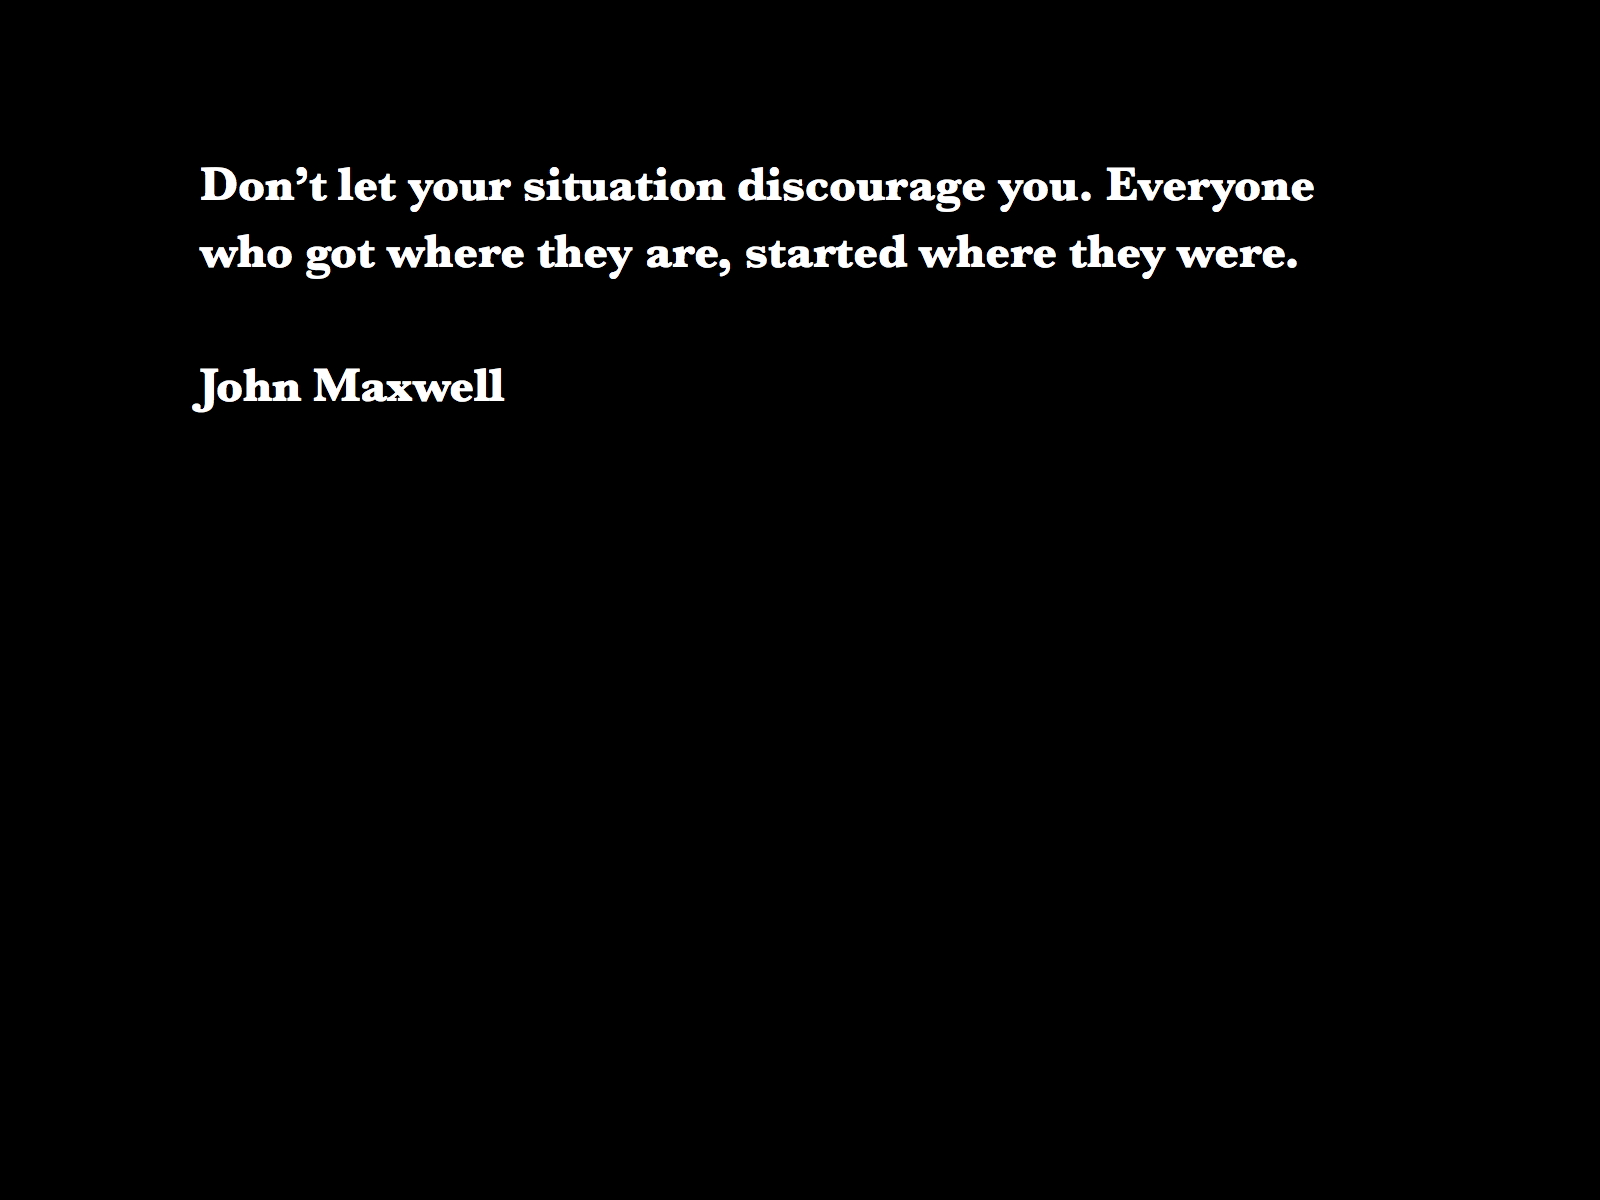 Don’t let your situation discourage you. Everyone
who got where they are, started where they were.
John Maxwell